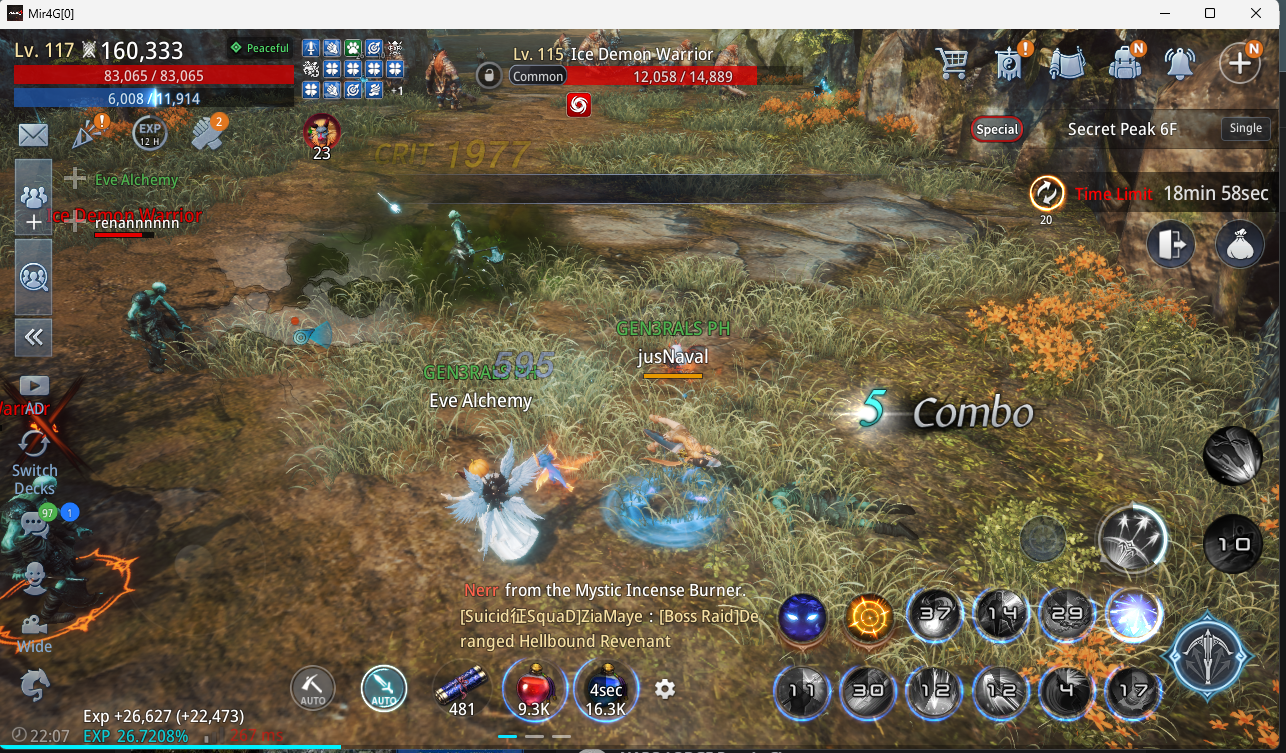 Mir4G[0]
Lv. 117 160,333
Peaceful
83,065 / 83,065
6,008 / 11,914
+1
Lv. 115 Ice Demon Warrior
Common
12,058 / 14,889
N
N
EXP
12 H
2
23
CRIT 1977
Special
Secret Peak 6F
Single
Time Limit 18min 58sec
20
Eve Alchemy
Ice Demon Warrior
renannnnnn
GEN3RALS PH
jusNaval
595
GEN3RALS PH
Eve Alchemy
5 Combo
AD
Switch
Decks
97
1
10
Wide
Nerr from the Mystic Incense Burner.
[Suicid征SquaD]ZiaMaye : [Boss Raid]De
ranged Hellbound Revenant
37
14
29
AUTO
AUTO
481
9.3K
4sec
16.3K
11
30
12
12
4
17
Exp +26,627 (+22,473)
22:07
EXP 26.7208%